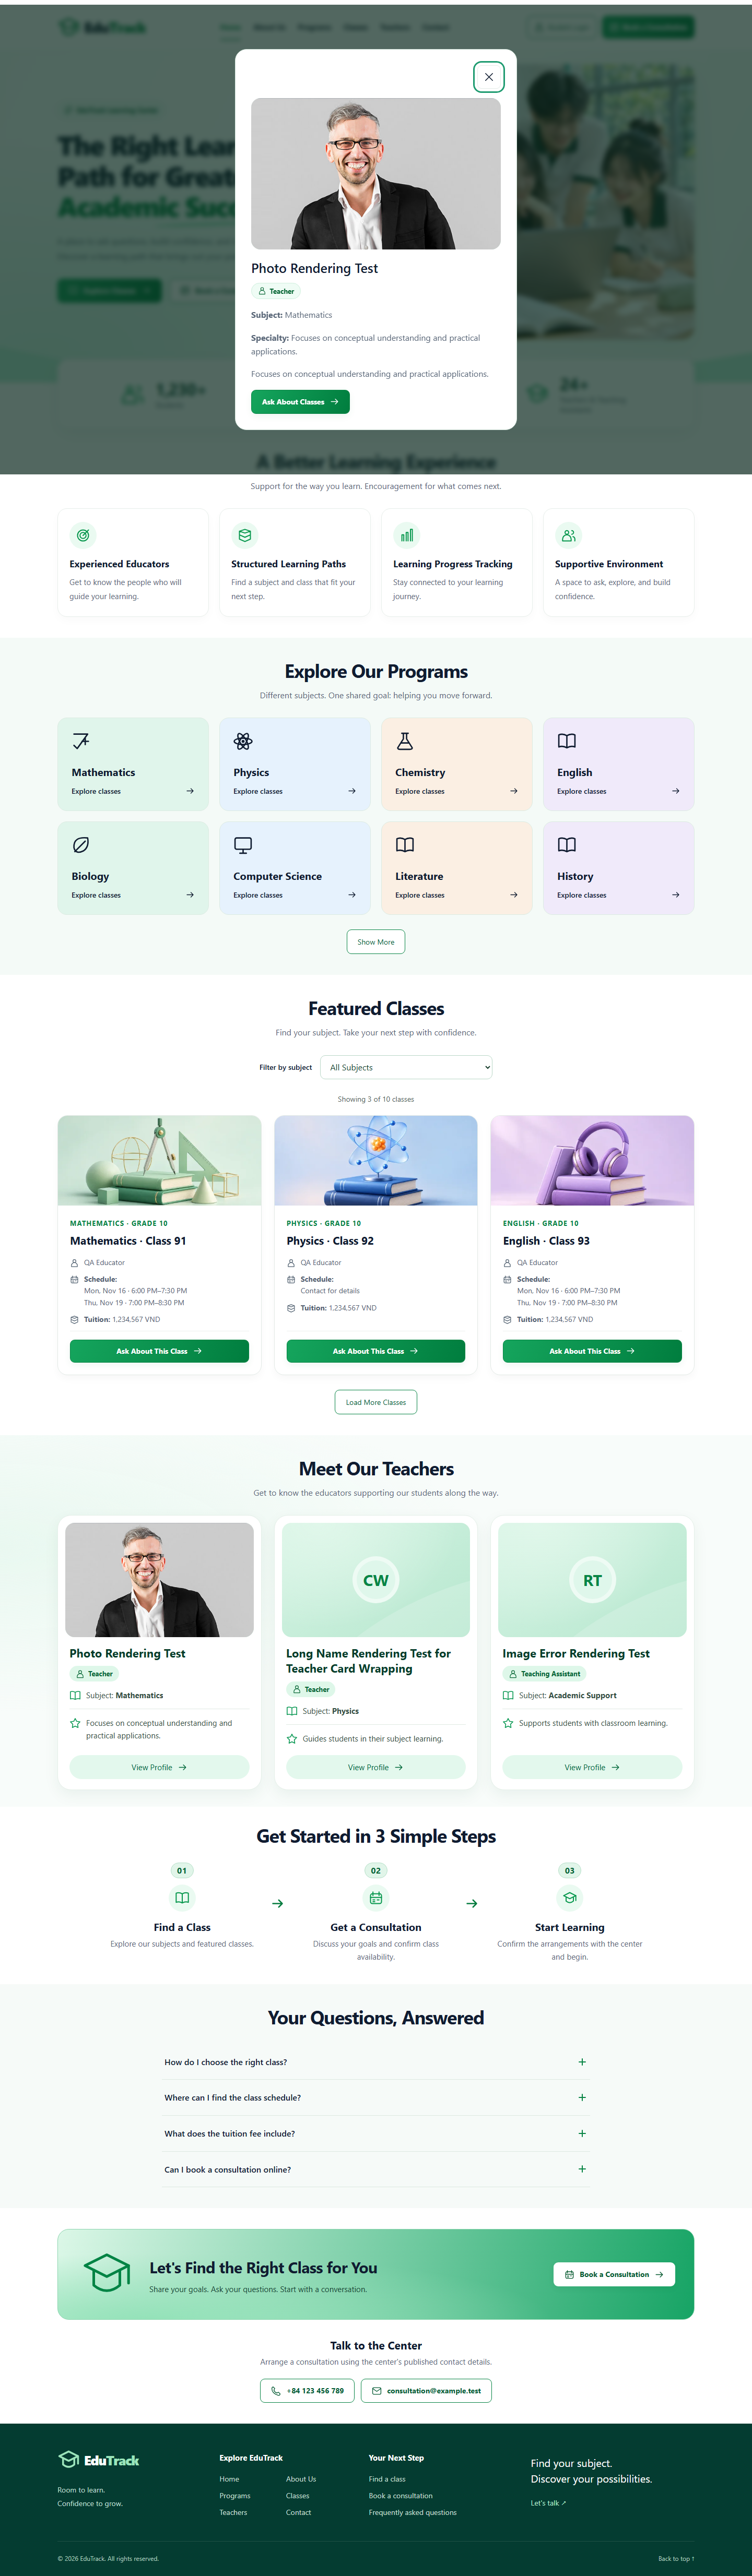 EduTrack
The Right Lear
Path for Great
Academic Succ
1,230+
24+
Photo Rendering Test
Teacher
Subject: Mathematics
Specialty: Focuses on conceptual understanding and practical
applications.
Focuses on conceptual understanding and practical applications.
Ask About Classes
A Better Learning Experience
Support for the way you learn. Encouragement for what comes next.
Experienced Educators
Get to know the people who will
guide your learning.
Structured Learning Paths
Find a subject and class that fit your
next step.
Learning Progress Tracking
Stay connected to your learning
journey.
Supportive Environment
A space to ask, explore, and build
confidence.
Explore Our Programs
Different subjects. One shared goal: helping you move forward.
Mathematics
Explore classes
Physics
Explore classes
Chemistry
Explore classes
English
Explore classes
Biology
Explore classes
Computer Science
Explore classes
Literature
Explore classes
History
Explore classes
Show More
Featured Classes
Find your subject. Take your next step with confidence.
Filter by subject
All Subjects
Showing 3 of 10 classes
MATHEMATICS · GRADE 10
Mathematics · Class 91
QA Educator
Schedule:
Mon, Nov 16 · 6:00 PM–7:30 PM
Thu, Nov 19 · 7:00 PM–8:30 PM
Tuition: 1,234,567 VND
Ask About This Class
PHYSICS · GRADE 10
Physics · Class 92
QA Educator
Schedule:
Contact for details
Tuition: 1,234,567 VND
Ask About This Class
ENGLISH · GRADE 10
English · Class 93
QA Educator
Schedule:
Mon, Nov 16 · 6:00 PM–7:30 PM
Thu, Nov 19 · 7:00 PM–8:30 PM
Tuition: 1,234,567 VND
Ask About This Class
Load More Classes
Meet Our Teachers
Get to know the educators supporting our students along the way.
Photo Rendering Test
Teacher
Subject: Mathematics
Focuses on conceptual understanding and
practical applications.
View Profile
CW
Long Name Rendering Test for
Teacher Card Wrapping
Teacher
Subject: Physics
Guides students in their subject learning.
View Profile
RT
Image Error Rendering Test
Teaching Assistant
Subject: Academic Support
Supports students with classroom learning.
View Profile
Get Started in 3 Simple Steps
01
Find a Class
Explore our subjects and featured classes.
02
Get a Consultation
Discuss your goals and confirm class
availability.
03
Start Learning
Confirm the arrangements with the center
and begin.
Your Questions, Answered
How do I choose the right class?
Where can I find the class schedule?
What does the tuition fee include?
Can I book a consultation online?
Let's Find the Right Class for You
Share your goals. Ask your questions. Start with a conversation.
Book a Consultation
Talk to the Center
Arrange a consultation using the center's published contact details.
+84 123 456 789
consultation@example.test
EduTrack
Room to learn.
Confidence to grow.
Explore EduTrack
Home
About Us
Programs
Classes
Teachers
Contact
Your Next Step
Find a class
Book a consultation
Frequently asked questions
Find your subject.
Discover your possibilities.
Let's talk ↗
© 2026 EduTrack. All rights reserved.
Back to top ↑